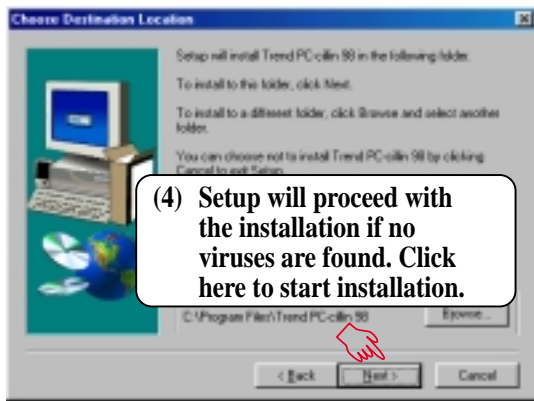 Choose Destination Location
Setup will install Trend PC-cillin 98 in the following folder.
To install to this folder, click Next.
To install to a different folder, click Browse and select another
folder.
You can choose not to install Trend PC-cillin 98 by clicking
Cancel to exit Setup.
(4) Setup will proceed with
the installation if no
viruses are found. Click
here to start installation.
C:\Program Files\Trend PC-cillin 98
Browse...
< Back
Next >
Cancel